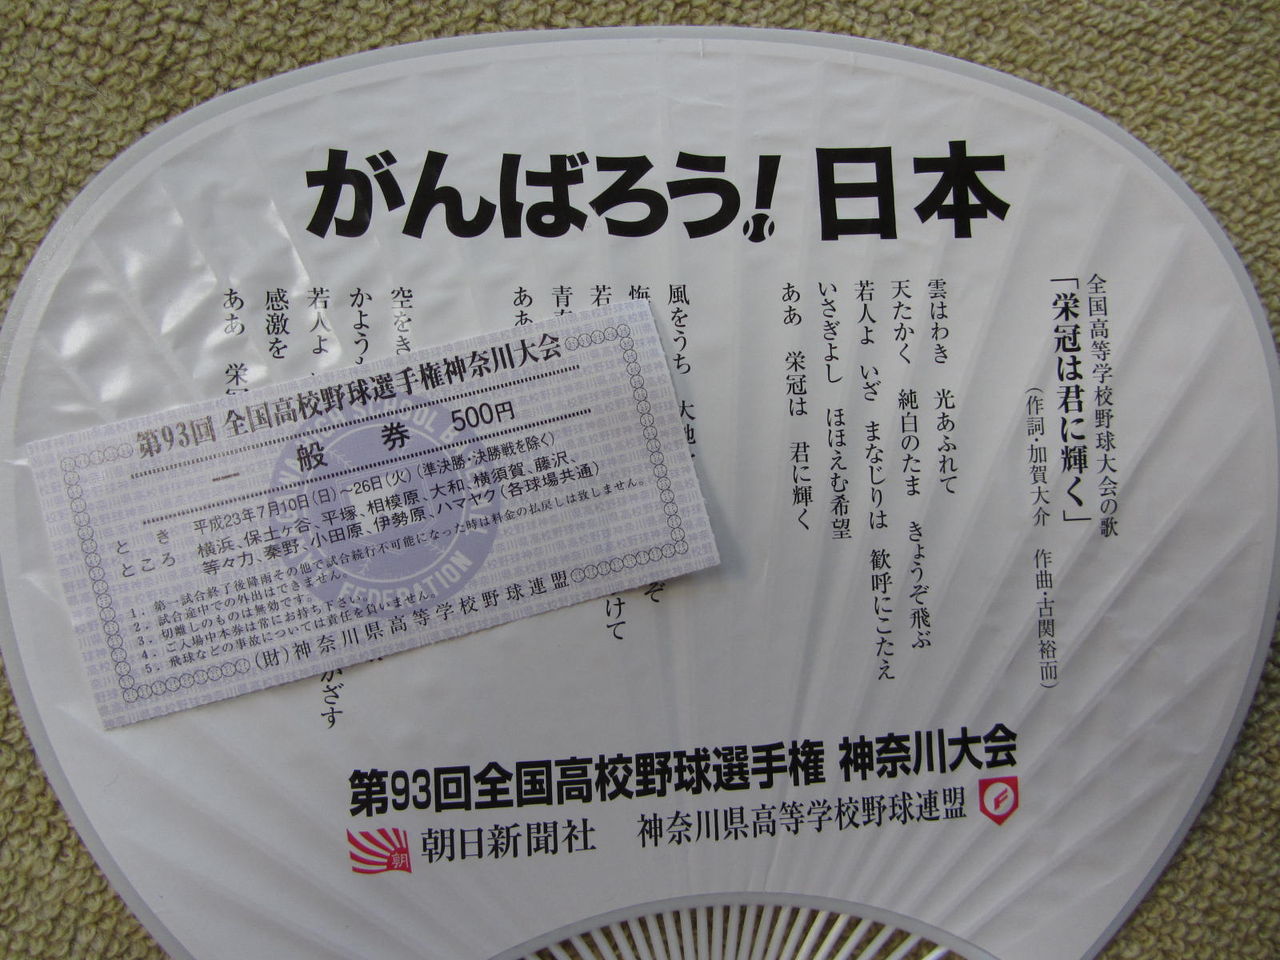 がんばろう!日本
全国高等学校野球大会の歌
「栄冠は君に輝く」
(作詞・加賀大介 作曲・古関裕而)
雲はわき 光あふれて
天たかく 純白のたま きょうぞ飛ぶ
若人よ いざ まなじりは 歓呼にこたえ
いさぎよし ほほえむ希望
ああ 栄冠は 君に輝く
風をうち 大地
若
青
ああ
空をき
かよう
若人よ
感激を
ああ 栄
ぞ
けて
かざす
第93回 全国高校野球選手権神奈川大会
一般券 500円
とき 平成23年7月10日(日)~26日(火)(準決勝・決勝戦を除く)
ところ 横浜、保土ヶ谷、平塚、相模原、大和、横須賀、藤沢、
等々力、秦野、小田原、伊勢原、ハマヤク(各球場共通)
1. 第一試合終了後降雨その他で試合続行不可能になった時は料金の払戻しは致しません。
2. 試合途中での外出はできません。
3. 切離しのものは無効です。
4. ご入場中本券は常にお持ち下さい。
5. 飛球などの事故については責任を負いません。
(財)神奈川県高等学校野球連盟
第93回全国高校野球選手権 神奈川大会
朝日新聞社 神奈川県高等学校野球連盟